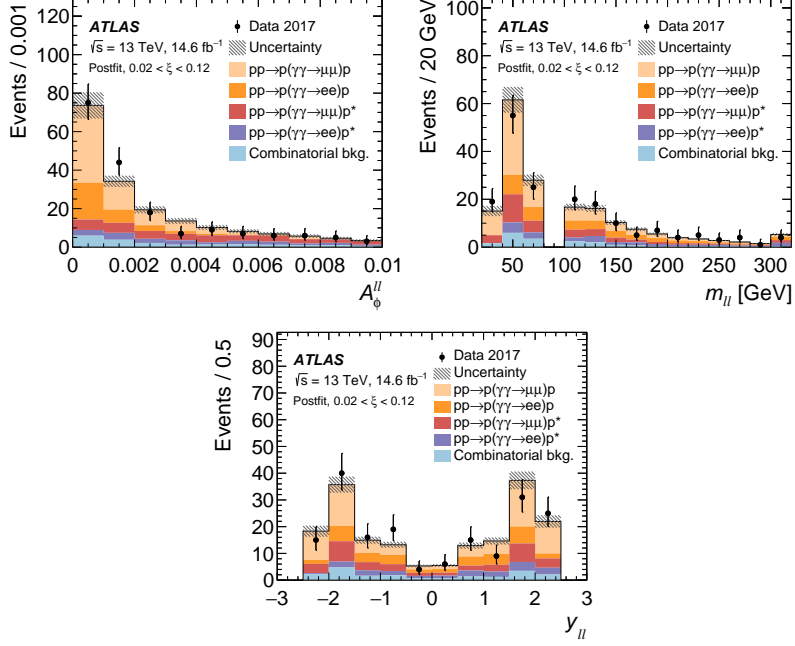 ATLAS
√s = 13 TeV, 14.6 fb⁻¹
Postfit, 0.02 < ξ < 0.12
Data 2017
Uncertainty
pp→p(γγ→μμ)p
pp→p(γγ→ee)p
pp→p(γγ→μμ)p*
pp→p(γγ→ee)p*
Combinatorial bkg.
Events / 0.001
120
100
80
60
40
20
0
0 0.002 0.004 0.006 0.008 0.01
A_ϕ^ll
ATLAS
√s = 13 TeV, 14.6 fb⁻¹
Postfit, 0.02 < ξ < 0.12
Data 2017
Uncertainty
pp→p(γγ→μμ)p
pp→p(γγ→ee)p
pp→p(γγ→μμ)p*
pp→p(γγ→ee)p*
Combinatorial bkg.
Events / 20 GeV
100
80
60
40
20
0
50 100 150 200 250 300
m_ll [GeV]
ATLAS
√s = 13 TeV, 14.6 fb⁻¹
Postfit, 0.02 < ξ < 0.12
Data 2017
Uncertainty
pp→p(γγ→μμ)p
pp→p(γγ→ee)p
pp→p(γγ→μμ)p*
pp→p(γγ→ee)p*
Combinatorial bkg.
Events / 0.5
90
80
70
60
50
40
30
20
10
0
−3 −2 −1 0 1 2 3
y_ll